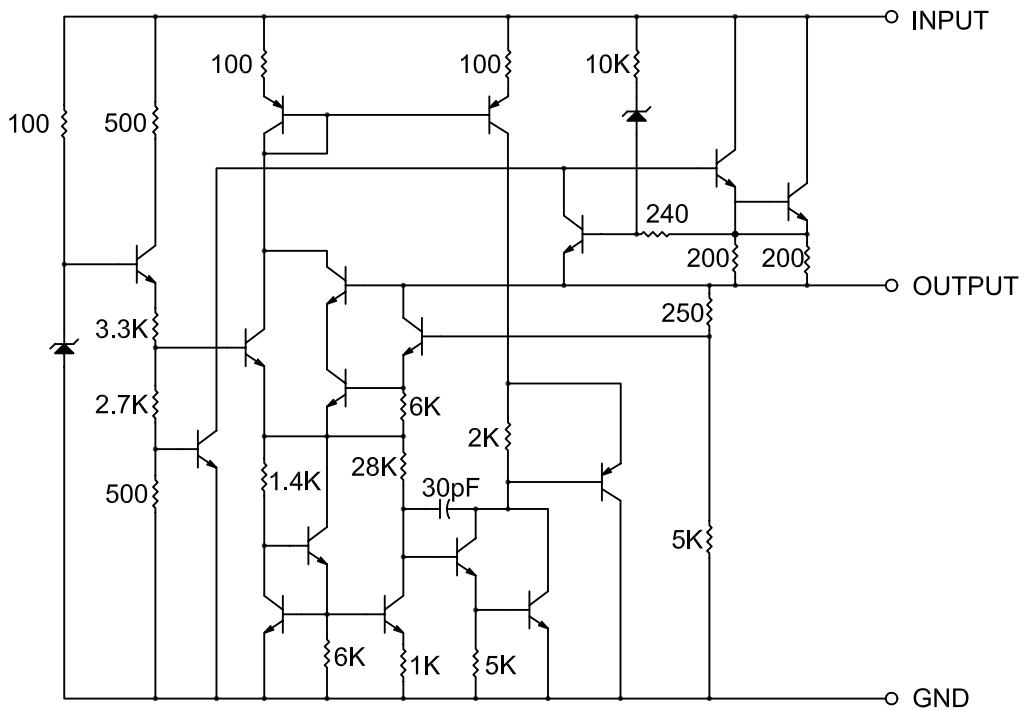 INPUT
100
100
10K
100
500
240
200
200
OUTPUT
250
3.3K
2.7K
6K
2K
28K
1.4K
30pF
500
5K
6K
1K
5K
GND